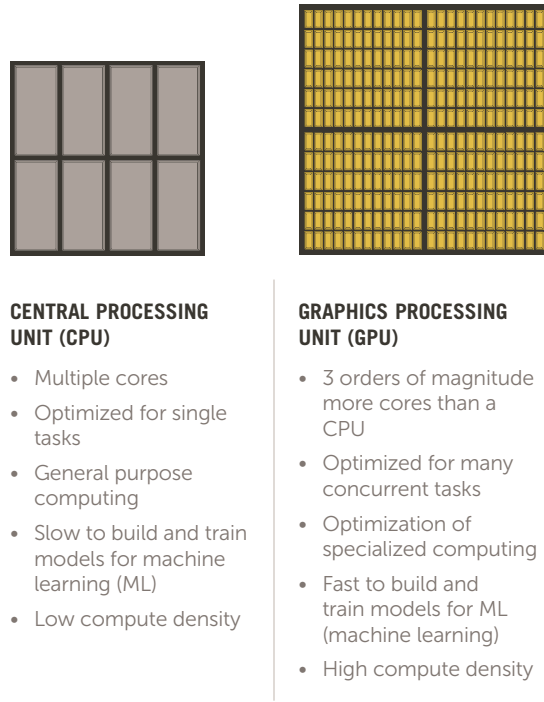 CENTRAL PROCESSING
UNIT (CPU)
• Multiple cores
• Optimized for single
tasks
• General purpose
computing
• Slow to build and train
models for machine
learning (ML)
• Low compute density
GRAPHICS PROCESSING
UNIT (GPU)
• 3 orders of magnitude
more cores than a
CPU
• Optimized for many
concurrent tasks
• Optimization of
specialized computing
• Fast to build and
train models for ML
(machine learning)
• High compute density